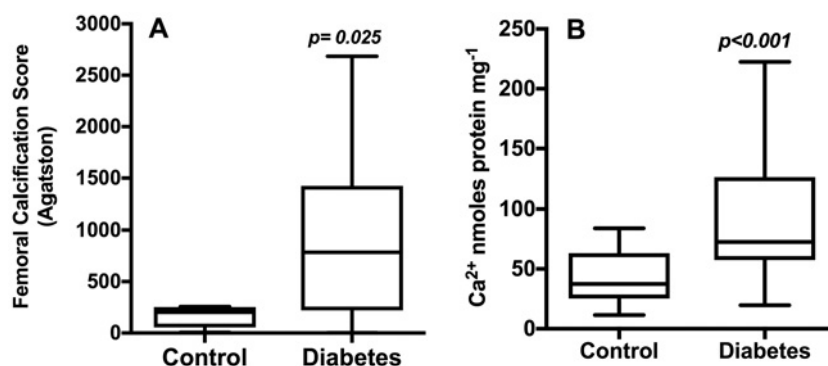 A
p= 0.025
Femoral Calcification Score
(Agatston)
3000
2500
2000
1500
1000
500
0
Control
Diabetes
B
p<0.001
Ca²⁺ nmoles protein mg⁻¹
250
200
150
100
50
0
Control
Diabetes